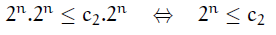 2ⁿ.2ⁿ ≤ c₂.2ⁿ ⇔ 2ⁿ ≤ c₂